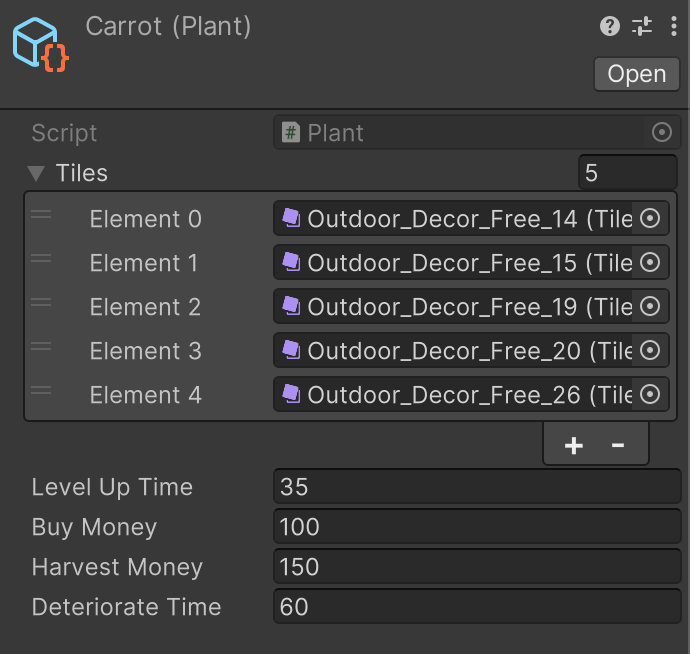 Carrot (Plant)
Open
Script Plant
Tiles 5
Element 0 Outdoor_Decor_Free_14 (Tile
Element 1 Outdoor_Decor_Free_15 (Tile
Element 2 Outdoor_Decor_Free_19 (Tile
Element 3 Outdoor_Decor_Free_20 (Tile
Element 4 Outdoor_Decor_Free_26 (Tile
+ -
Level Up Time 35
Buy Money 100
Harvest Money 150
Deteriorate Time 60